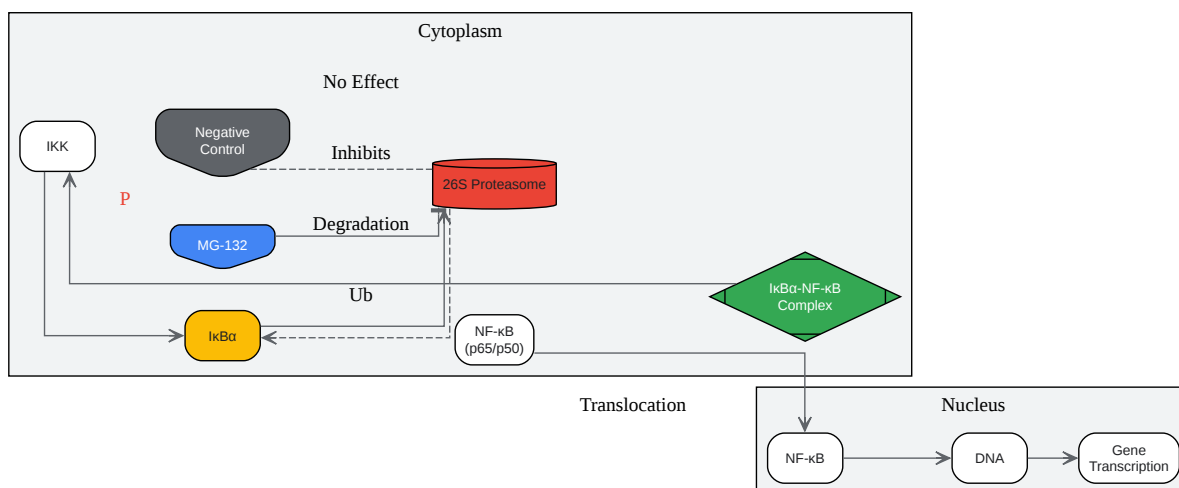 Cytoplasm
No Effect
Negative
Control
IKK
Inhibits
26S Proteasome
P
Degradation
MG-132
IκBα-NF-κB
Complex
Ub
IκBα
NF-κB
(p65/p50)
Translocation
Nucleus
NF-κB
DNA
Gene
Transcription